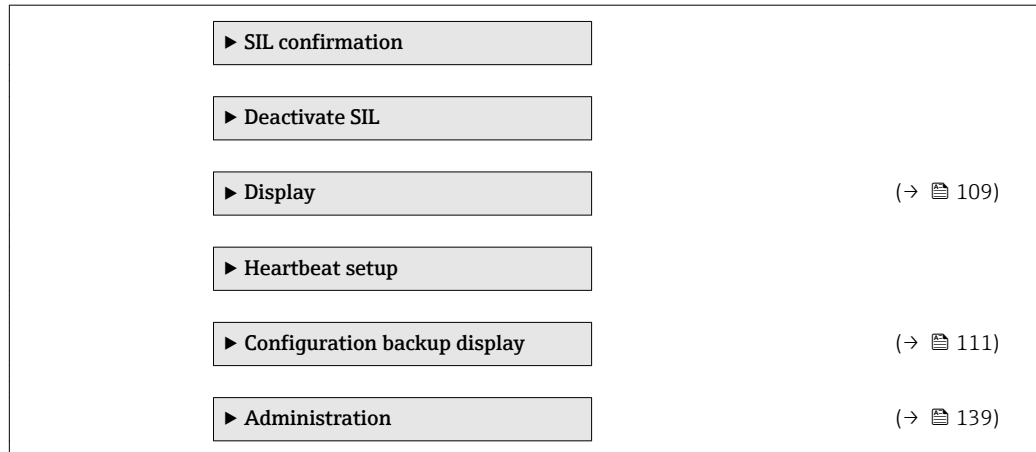 ▶ SIL confirmation
▶ Deactivate SIL
▶ Display (→ 109)
▶ Heartbeat setup
▶ Configuration backup display (→ 111)
▶ Administration (→ 139)